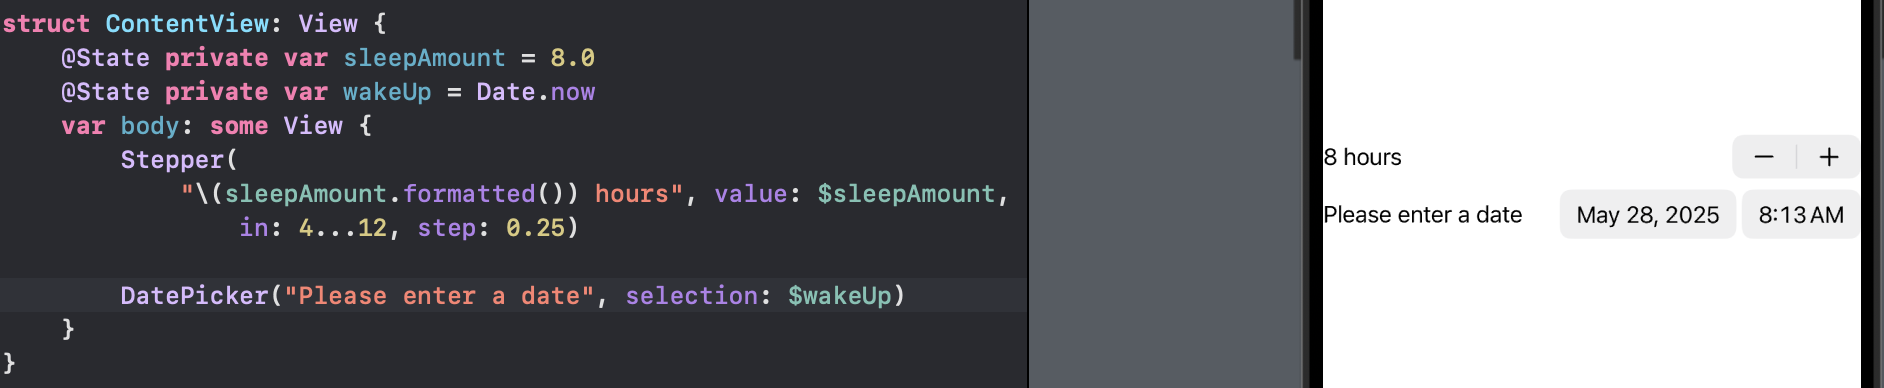 struct ContentView: View {
    @State private var sleepAmount = 8.0
    @State private var wakeUp = Date.now
    var body: some View {
        Stepper(
            "\(sleepAmount.formatted()) hours", value: $sleepAmount,
                in: 4...12, step: 0.25)
        DatePicker("Please enter a date", selection: $wakeUp)
    }
}
8 hours − +
Please enter a date May 28, 2025 8:13 AM